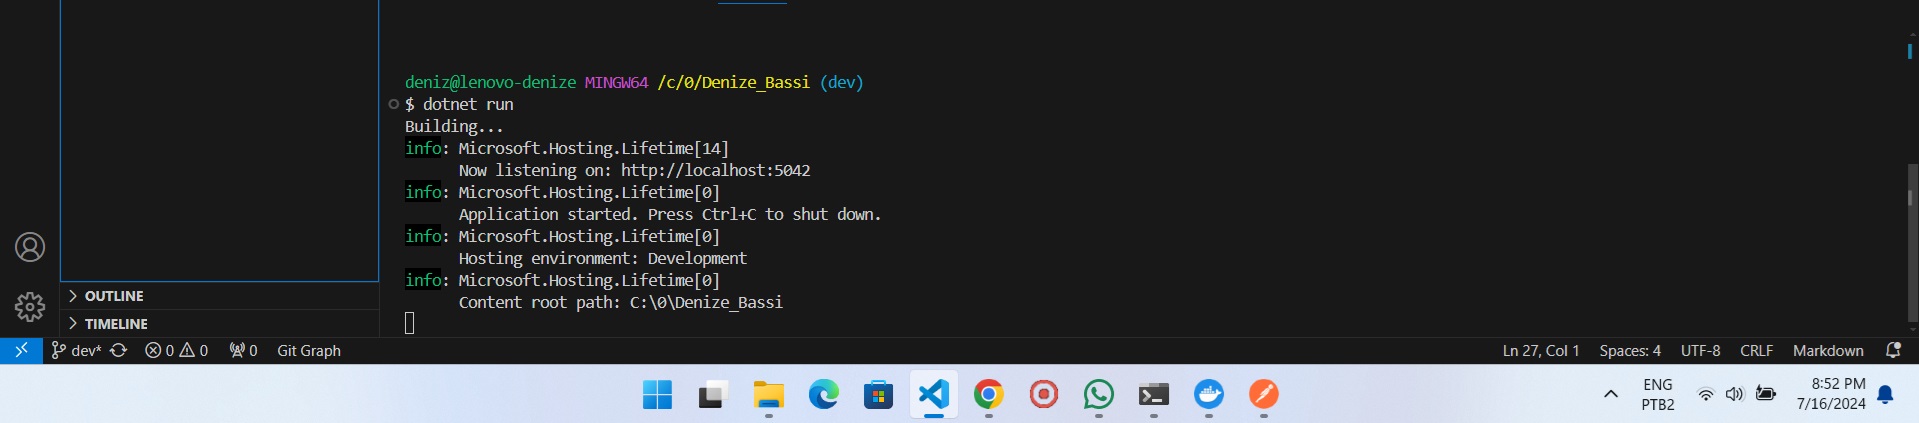 deniz@lenovo-denize MINGW64 /c/0/Denize_Bassi (dev)
$ dotnet run
Building...
info: Microsoft.Hosting.Lifetime[14]
Now listening on: http://localhost:5042
info: Microsoft.Hosting.Lifetime[0]
Application started. Press Ctrl+C to shut down.
info: Microsoft.Hosting.Lifetime[0]
Hosting environment: Development
info: Microsoft.Hosting.Lifetime[0]
Content root path: C:\0\Denize_Bassi
OUTLINE
TIMELINE
dev* 0 0 0 Git Graph Ln 27, Col 1 Spaces: 4 UTF-8 CRLF Markdown
ENG 8:52 PM
PTB2 7/16/2024